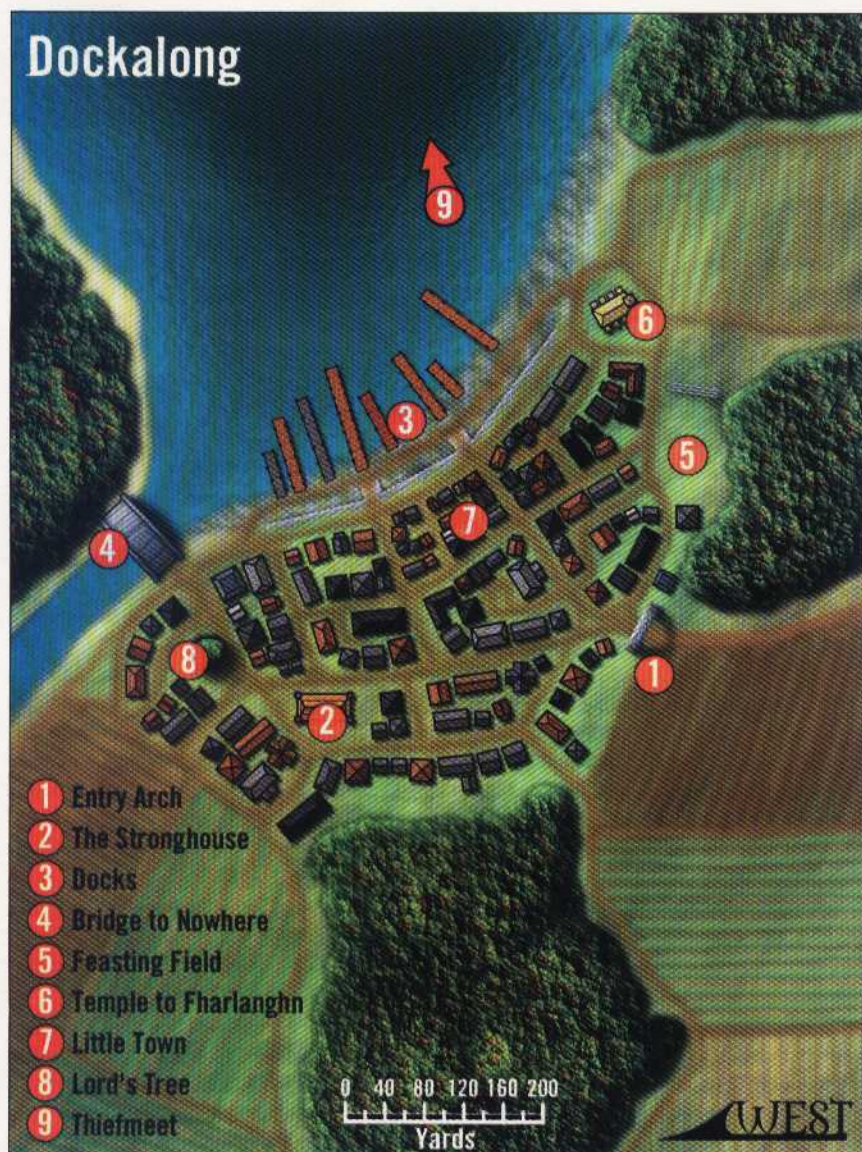 Dockalong
9
6
3
5
7
4
8
1
2
1 Entry Arch
2 The Stronghouse
3 Docks
4 Bridge to Nowhere
5 Feasting Field
6 Temple to Fharlanghn
7 Little Town
8 Lord's Tree
9 Thiefmeet
0 40 80 120 160 200
Yards
WEST